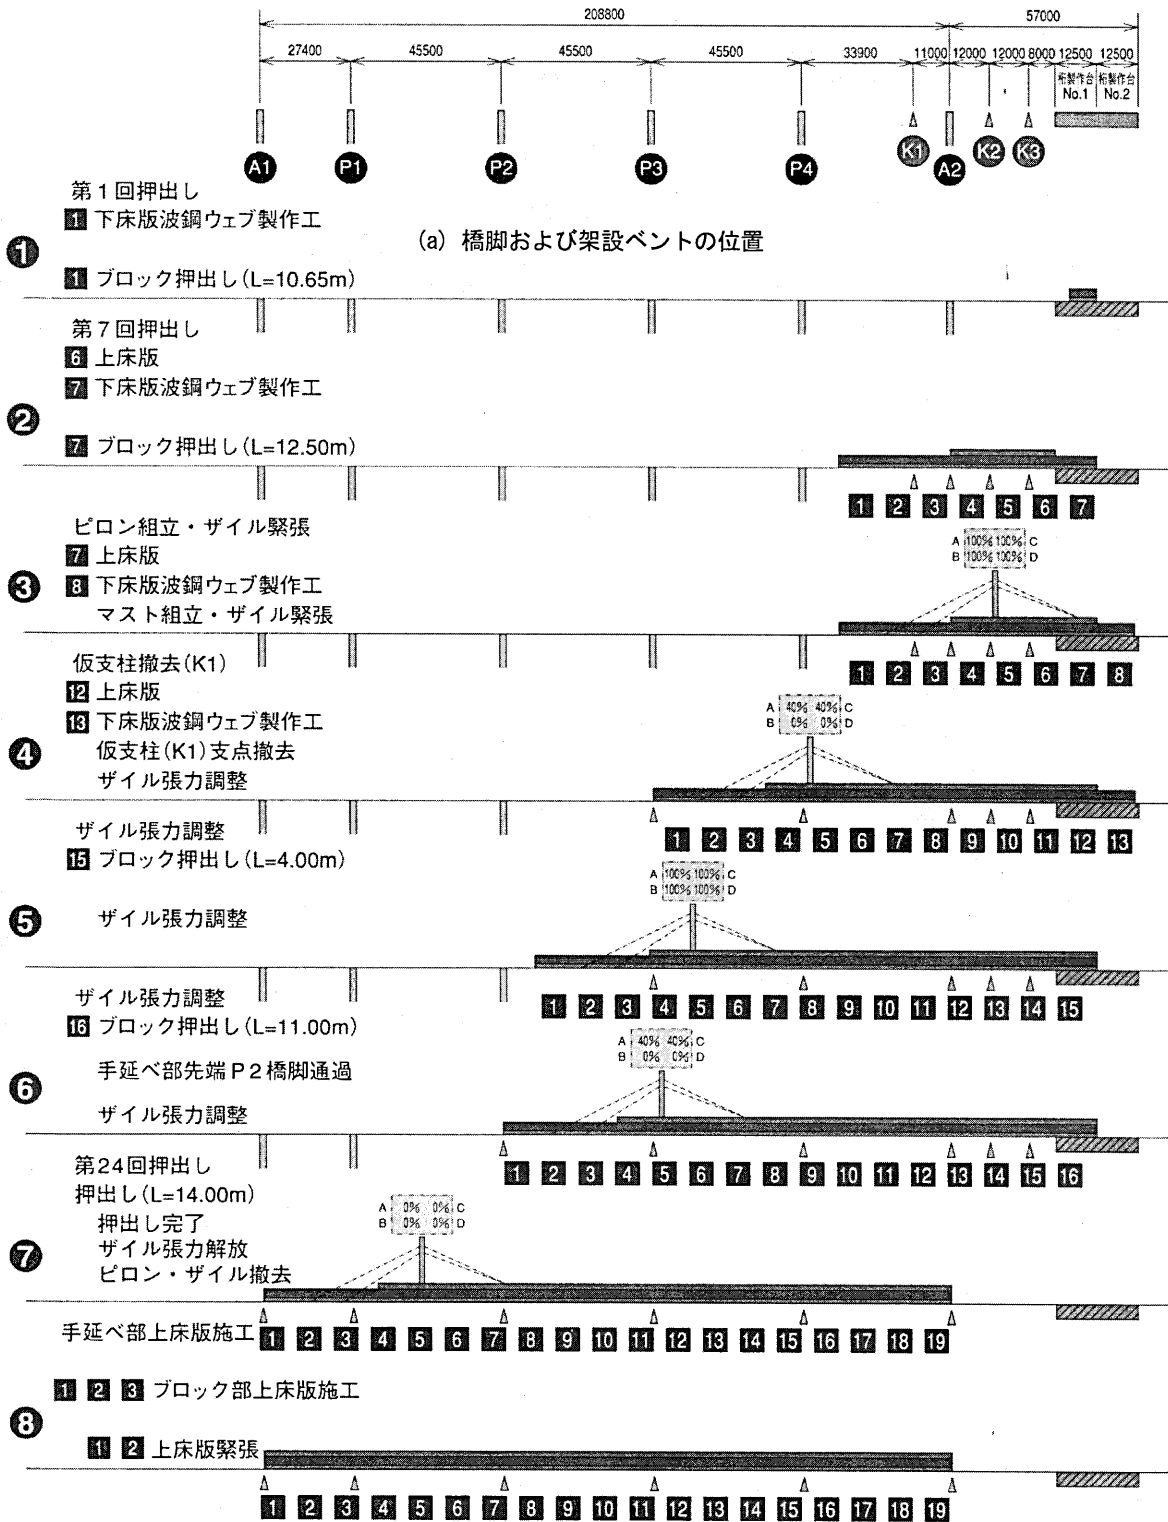 208800 57000
27400 45500 45500 45500 33900 11000 12000 12000 8000 12500 12500
桁製作台 No.1 桁製作台 No.2
A1 P1 P2 P3 P4 K1 A2 K2 K3
(a) 橋脚および架設ベントの位置
1
第1回押出し
1 下床版波鋼ウェブ製作工
1 ブロック押出し(L=10.65m)
2
第7回押出し
6 上床版
7 下床版波鋼ウェブ製作工
7 ブロック押出し(L=12.50m)
1 2 3 4 5 6 7
3
ピロン組立・ザイル緊張
7 上床版
8 下床版波鋼ウェブ製作工
マスト組立・ザイル緊張
A 100% 100% C
B 100% 100% D
1 2 3 4 5 6 7 8
4
仮支柱撤去(K1)
12 上床版
13 下床版波鋼ウェブ製作工
仮支柱(K1)支点撤去
ザイル張力調整
A 40% 40% C
B 0% 0% D
1 2 3 4 5 6 7 8 9 10 11 12 13
5
ザイル張力調整
15 ブロック押出し(L=4.00m)
ザイル張力調整
A 100% 100% C
B 100% 100% D
1 2 3 4 5 6 7 8 9 10 11 12 13 14 15
6
ザイル張力調整
16 ブロック押出し(L=11.00m)
手延べ部先端P2橋脚通過
ザイル張力調整
A 40% 40% C
B 0% 0% D
1 2 3 4 5 6 7 8 9 10 11 12 13 14 15 16
7
第24回押出し
押出し(L=14.00m)
押出し完了
ザイル張力解放
ピロン・ザイル撤去
A 0% 0% C
B 0% 0% D
手延べ部上床版施工
1 2 3 4 5 6 7 8 9 10 11 12 13 14 15 16 17 18 19
8
1 2 3 ブロック部上床版施工
1 2 上床版緊張
1 2 3 4 5 6 7 8 9 10 11 12 13 14 15 16 17 18 19